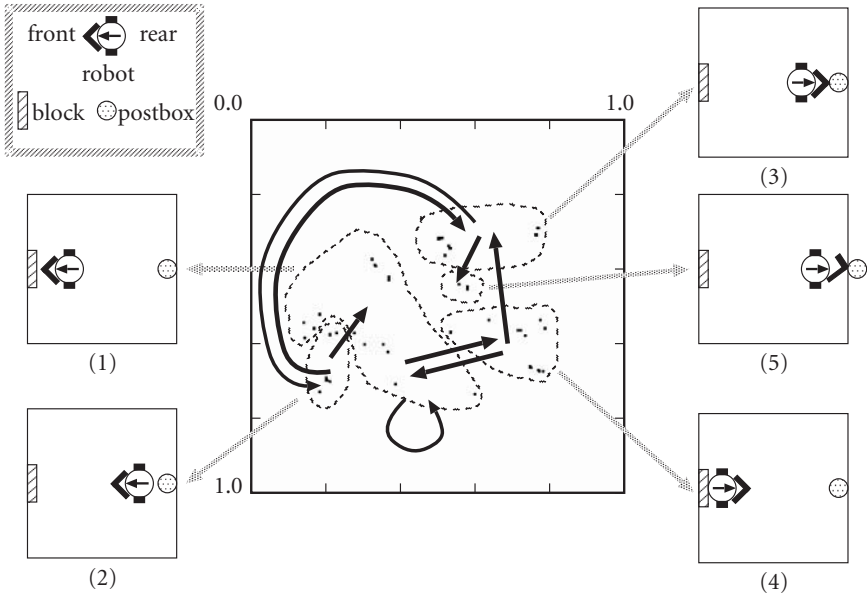 front rear
robot
block postbox
0.0 1.0
1.0
(1)
(2)
(3)
(5)
(4)